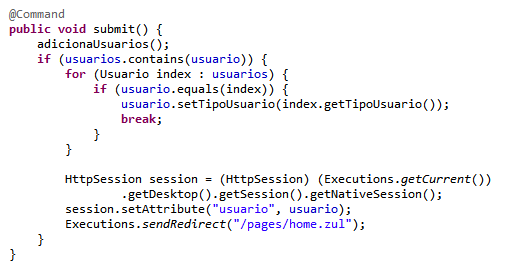 @Command
public void submit() {
    adicionaUsuarios();
    if (usuarios.contains(usuario)) {
        for (Usuario index : usuarios) {
            if (usuario.equals(index)) {
                usuario.setTipoUsuario(index.getTipoUsuario());
                break;
            }
        }

        HttpSession session = (HttpSession) (Executions.getCurrent())
                .getDesktop().getSession().getNativeSession();
        session.setAttribute("usuario", usuario);
        Executions.sendRedirect("/pages/home.zul");
    }
}